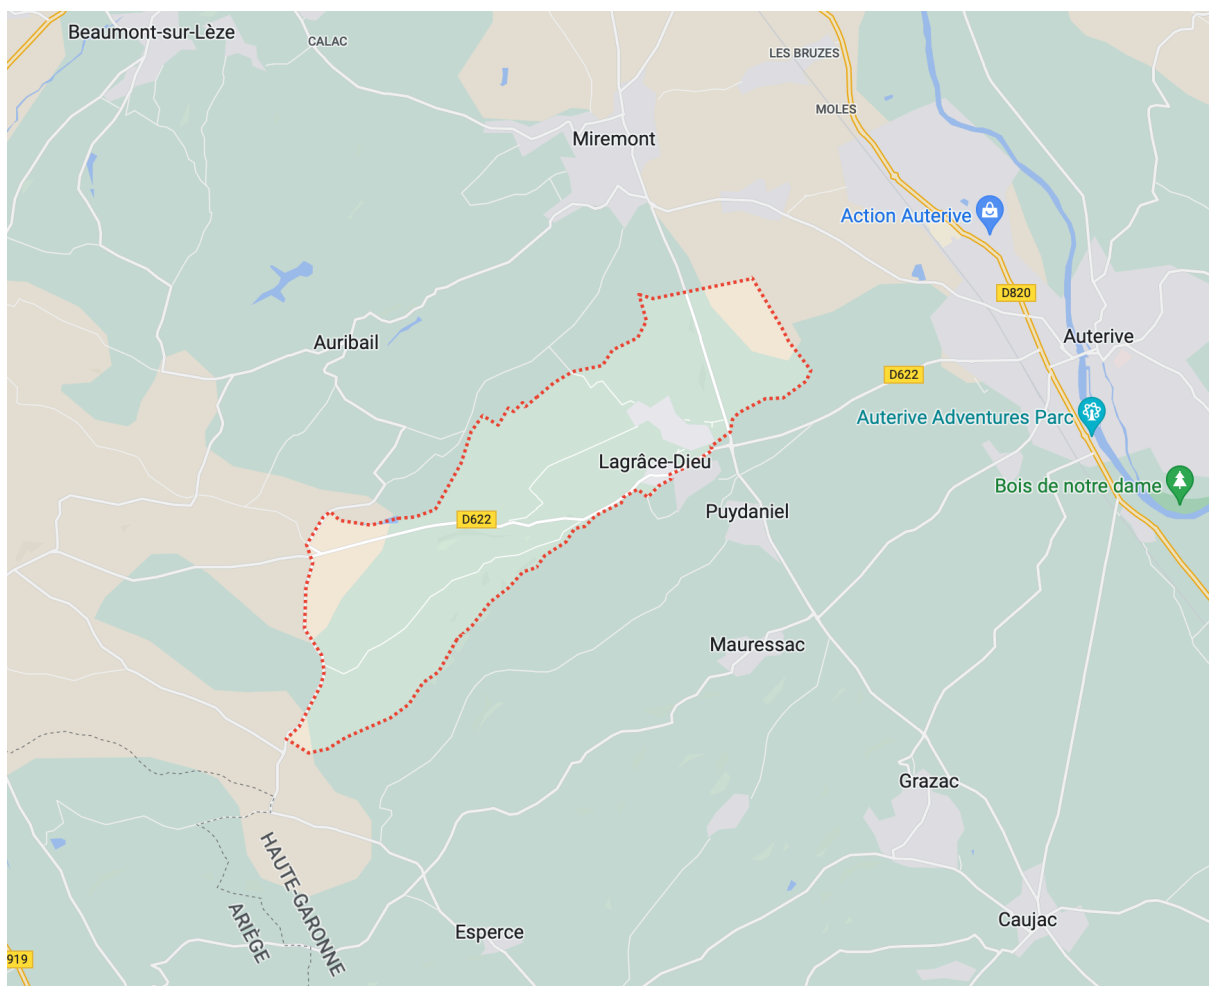 Beaumont-sur-Lèze
CALAC
LES BRUZES
MOLES
Miremont
Action Auterive
D820
Auribail
Auterive
D622
Auterive Adventures Parc
Lagrâce-Dieu
Bois de notre dame
D622
Puydaniel
Mauressac
Grazac
HAUTE-GARONNE
ARIÈGE
Esperce
Caujac
919